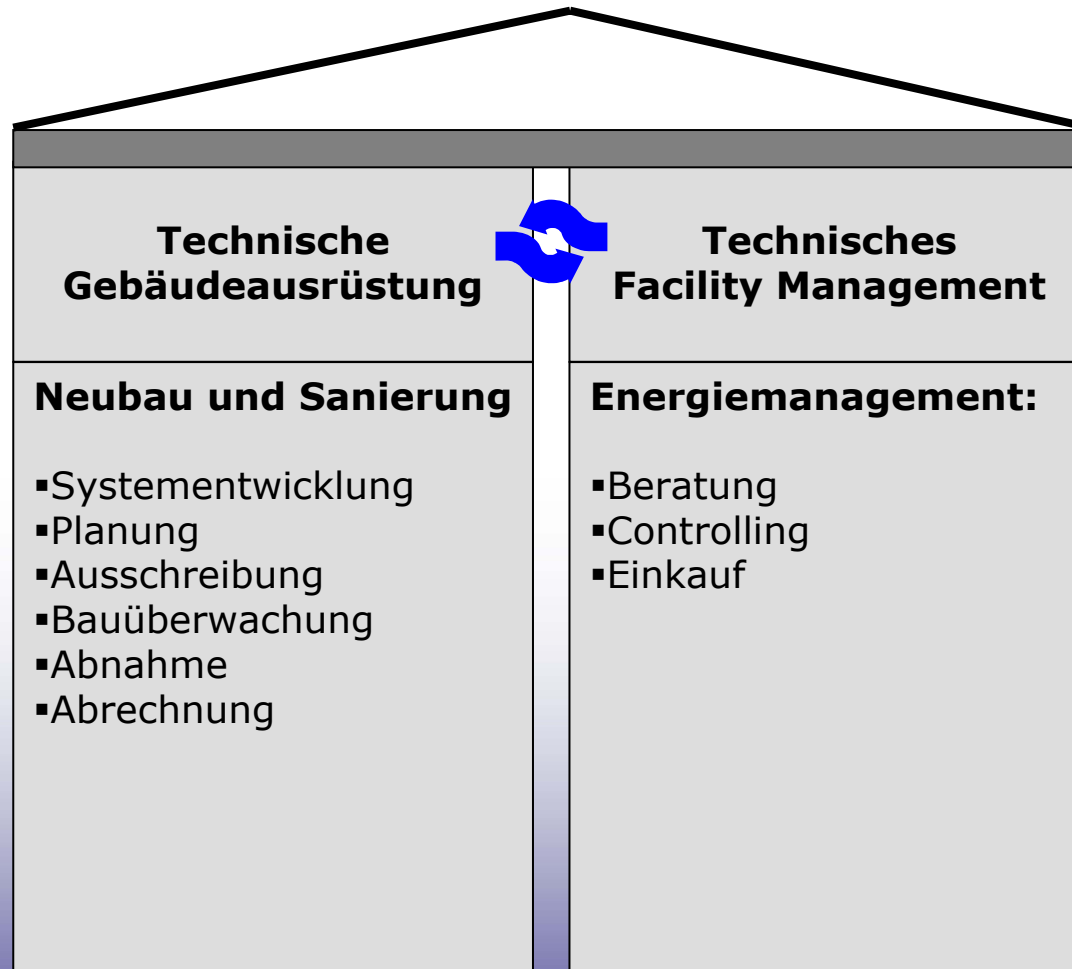 Technische
Gebäudeausrüstung
Technisches
Facility Management
Neubau und Sanierung
▪Systementwicklung
▪Planung
▪Ausschreibung
▪Bauüberwachung
▪Abnahme
▪Abrechnung
Energiemanagement:
▪Beratung
▪Controlling
▪Einkauf